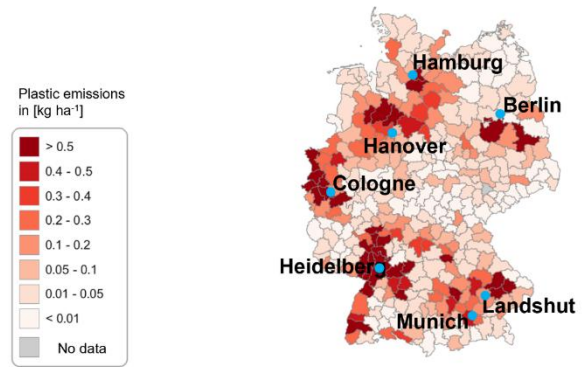 Plastic emissions
in [kg ha⁻¹]
> 0.5
0.4 - 0.5
0.3 - 0.4
0.2 - 0.3
0.1 - 0.2
0.05 - 0.1
0.01 - 0.05
< 0.01
No data
Hamburg
Berlin
Hanover
Cologne
Heidelber
Landshut
Munich